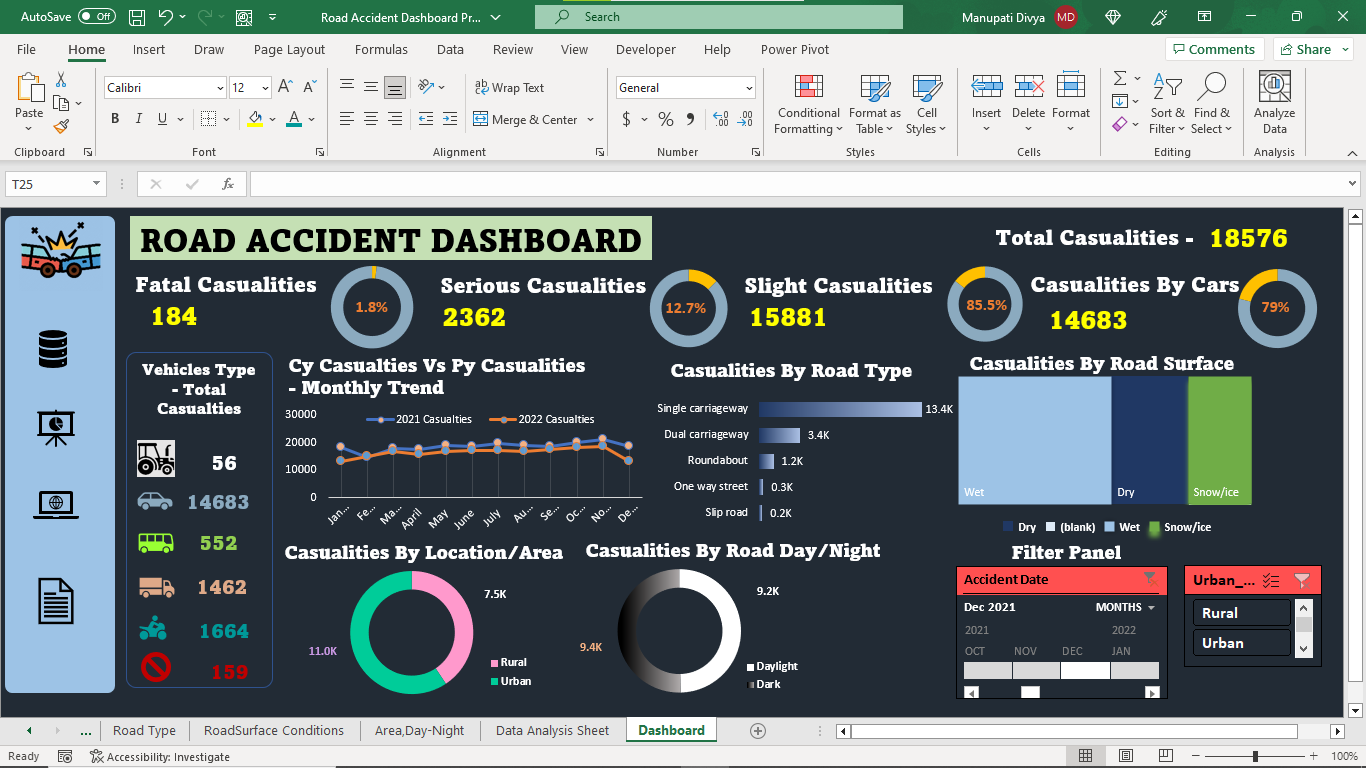 AutoSave Off Road Accident Dashboard Pr... Search Manupati Divya MD
File Home Insert Draw Page Layout Formulas Data Review View Developer Help Power Pivot Comments Share
Calibri 12 General
Paste B I U Wrap Text Merge & Center $ % Conditional Formatting Format as Table Cell Styles Insert Delete Format Sort & Filter Find & Select Analyze Data
Clipboard Font Alignment Number Styles Cells Editing Analysis
T25 fx
ROAD ACCIDENT DASHBOARD
Total Casualities - 18576
Fatal Casualities
184
1.8%
Serious Casualities
2362
12.7%
Slight Casualities
15881
85.5%
Casualities By Cars
14683
79%
Vehicles Type
- Total
Casualties
56
14683
552
1462
1664
159
Cy Casualties Vs Py Casualities
- Monthly Trend
2021 Casualties 2022 Casualties
30000
20000
10000
0
Jan... Fe... Ma... April May June July Au... Se... Oc... No... De...
Casualities By Road Type
Single carriageway 13.4K
Dual carriageway 3.4K
Roundabout 1.2K
One way street 0.3K
Slip road 0.2K
Casualities By Road Surface
Wet Dry Snow/ice
Dry (blank) Wet Snow/ice
Casualities By Location/Area
7.5K
11.0K
Rural
Urban
Casualities By Road Day/Night
9.2K
9.4K
Daylight
Dark
Filter Panel
Accident Date
Dec 2021 MONTHS
2021 2022
OCT NOV DEC JAN
Urban_...
Rural
Urban
... Road Type RoadSurface Conditions Area,Day-Night Data Analysis Sheet Dashboard
Ready Accessibility: Investigate 100%